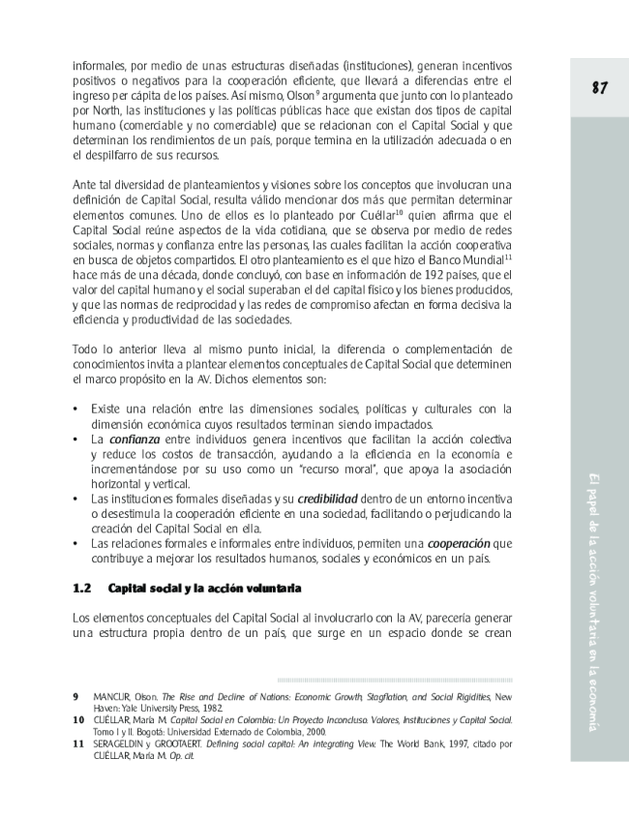 informales, por medio de unas estructuras diseñadas (instituciones), generan incentivos
positivos o negativos para la cooperación eficiente, que llevará a diferencias entre el
ingreso per cápita de los países. Así mismo, Olson9 argumenta que junto con lo planteado
por North, las instituciones y las políticas públicas hace que existan dos tipos de capital
humano (comerciable y no comerciable) que se relacionan con el Capital Social y que
determinan los rendimientos de un país, porque termina en la utilización adecuada o en
el despilfarro de sus recursos.
Ante tal diversidad de planteamientos y visiones sobre los conceptos que involucran una
definición de Capital Social, resulta válido mencionar dos más que permitan determinar
elementos comunes. Uno de ellos es lo planteado por Cuéllar10 quien afirma que el
Capital Social reúne aspectos de la vida cotidiana, que se observa por medio de redes
sociales, normas y confianza entre las personas, las cuales facilitan la acción cooperativa
en busca de objetos compartidos. El otro planteamiento es el que hizo el Banco Mundial11
hace más de una década, donde concluyó, con base en información de 192 países, que el
valor del capital humano y el social superaban el del capital físico y los bienes producidos,
y que las normas de reciprocidad y las redes de compromiso afectan en forma decisiva la
eficiencia y productividad de las sociedades.
Todo lo anterior lleva al mismo punto inicial, la diferencia o complementación de
conocimientos invita a plantear elementos conceptuales de Capital Social que determinen
el marco propósito en la AV. Dichos elementos son:
• Existe una relación entre las dimensiones sociales, políticas y culturales con la
dimensión económica cuyos resultados terminan siendo impactados.
• La confianza entre individuos genera incentivos que facilitan la acción colectiva
y reduce los costos de transacción, ayudando a la eficiencia en la economía e
incrementándose por su uso como un "recurso moral", que apoya la asociación
horizontal y vertical.
• Las instituciones formales diseñadas y su credibilidad dentro de un entorno incentiva
o desestimula la cooperación eficiente en una sociedad, facilitando o perjudicando la
creación del Capital Social en ella.
• Las relaciones formales e informales entre individuos, permiten una cooperación que
contribuye a mejorar los resultados humanos, sociales y económicos en un país.
1.2 Capital social y la acción voluntaria
Los elementos conceptuales del Capital Social al involucrarlo con la AV, parecería generar
una estructura propia dentro de un país, que surge en un espacio donde se crean
9 MANCUR, Olson. The Rise and Decline of Nations: Economic Growth, Stagflation, and Social Rigidities, New
Haven: Yale University Press, 1982.
10 CUÉLLAR, María M. Capital Social en Colombia: Un Proyecto Inconcluso. Valores, Instituciones y Capital Social.
Tomo I y II. Bogotá: Universidad Externado de Colombia, 2000.
11 SERAGELDIN y GROOTAERT. Defining social capital: An integrating View. The World Bank, 1997, citado por
CUÉLLAR, María M. Op. cit.
87
El papel de la acción voluntaria en la economía